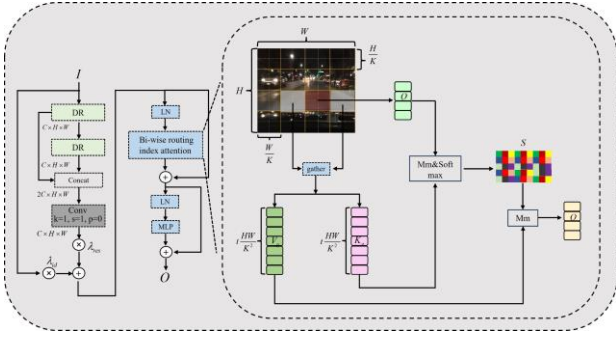 I
DR
C×H×W
DR
C×H×W
Concat
2C×H×W
Conv
k=1, s=1, p=0
C×H×W
λres
λid
LN
Bi-wise routing
index attention
LN
MLP
O
W
H
H/K
W/K
gather
Q
Mm&Soft
max
S
Mm
O
t HW/K²
V
t HW/K²
K